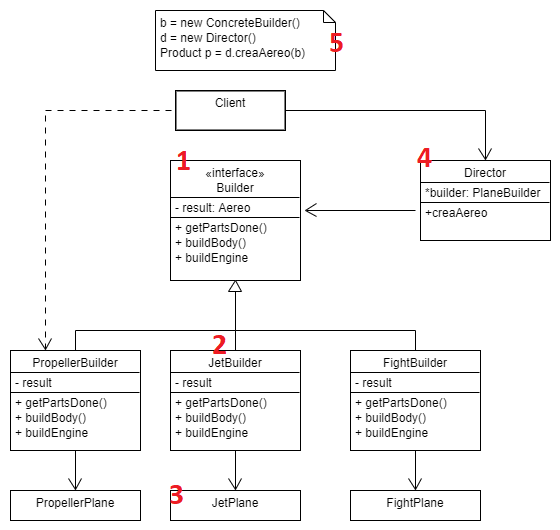 b = new ConcreteBuilder()
d = new Director()
Product p = d.creaAereo(b)
5
Client
1
«interface»
Builder
- result: Aereo
+ getPartsDone()
+ buildBody()
+ buildEngine
4
Director
*builder: PlaneBuilder
+creaAereo
PropellerBuilder
- result
+ getPartsDone()
+ buildBody()
+ buildEngine
2
JetBuilder
- result
+ getPartsDone()
+ buildBody()
+ buildEngine
FightBuilder
- result
+ getPartsDone()
+ buildBody()
+ buildEngine
PropellerPlane
3
JetPlane
FightPlane